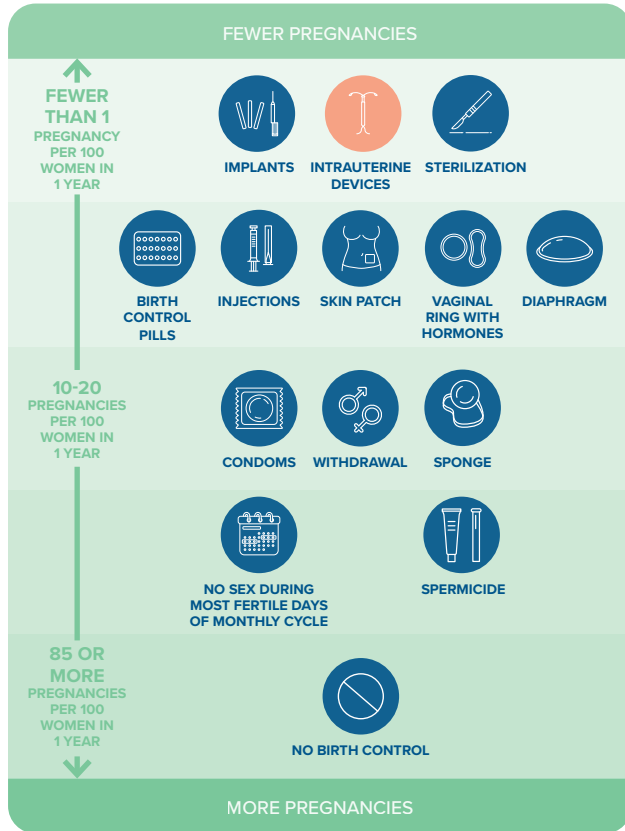 FEWER PREGNANCIES
FEWER
THAN 1
PREGNANCY
PER 100
WOMEN IN
1 YEAR
IMPLANTS
INTRAUTERINE
DEVICES
STERILIZATION
BIRTH
CONTROL
PILLS
INJECTIONS
SKIN PATCH
VAGINAL
RING WITH
HORMONES
DIAPHRAGM
10-20
PREGNANCIES
PER 100
WOMEN IN
1 YEAR
CONDOMS
WITHDRAWAL
SPONGE
NO SEX DURING
MOST FERTILE DAYS
OF MONTHLY CYCLE
SPERMICIDE
85 OR
MORE
PREGNANCIES
PER 100
WOMEN IN
1 YEAR
NO BIRTH CONTROL
MORE PREGNANCIES